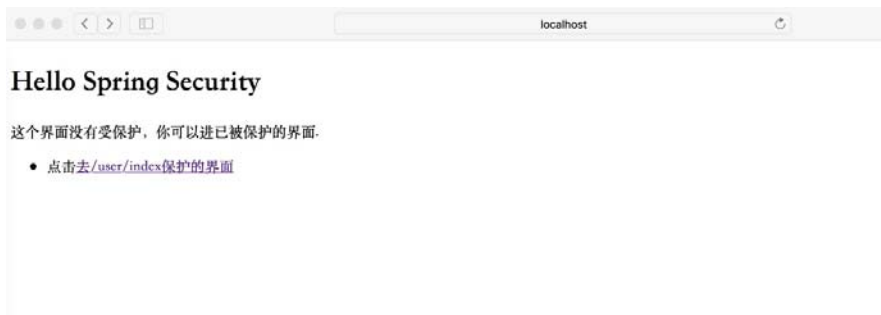 localhost
Hello Spring Security
这个界面没有受保护，你可以进已被保护的界面.
点击去/user/index保护的界面